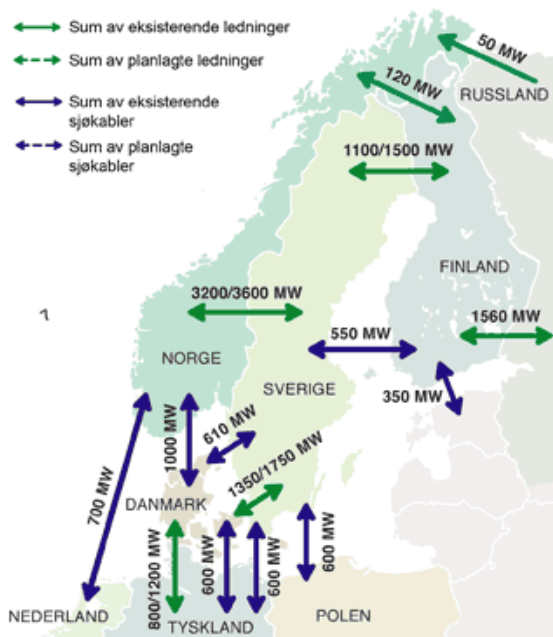 Sum av eksisterende ledninger
Sum av planlagte ledninger
Sum av eksisterende
sjøkabler
Sum av planlagte
sjøkabler
50 MW
RUSSLAND
120 MW
1100/1500 MW
FINLAND
3200/3600 MW
1560 MW
550 MW
NORGE
SVERIGE
350 MW
610 MW
1000 MW
700 MW
1350/1750 MW
DANMARK
800/1200 MW
600 MW
600 MW
600 MW
NEDERLAND
TYSKLAND
POLEN